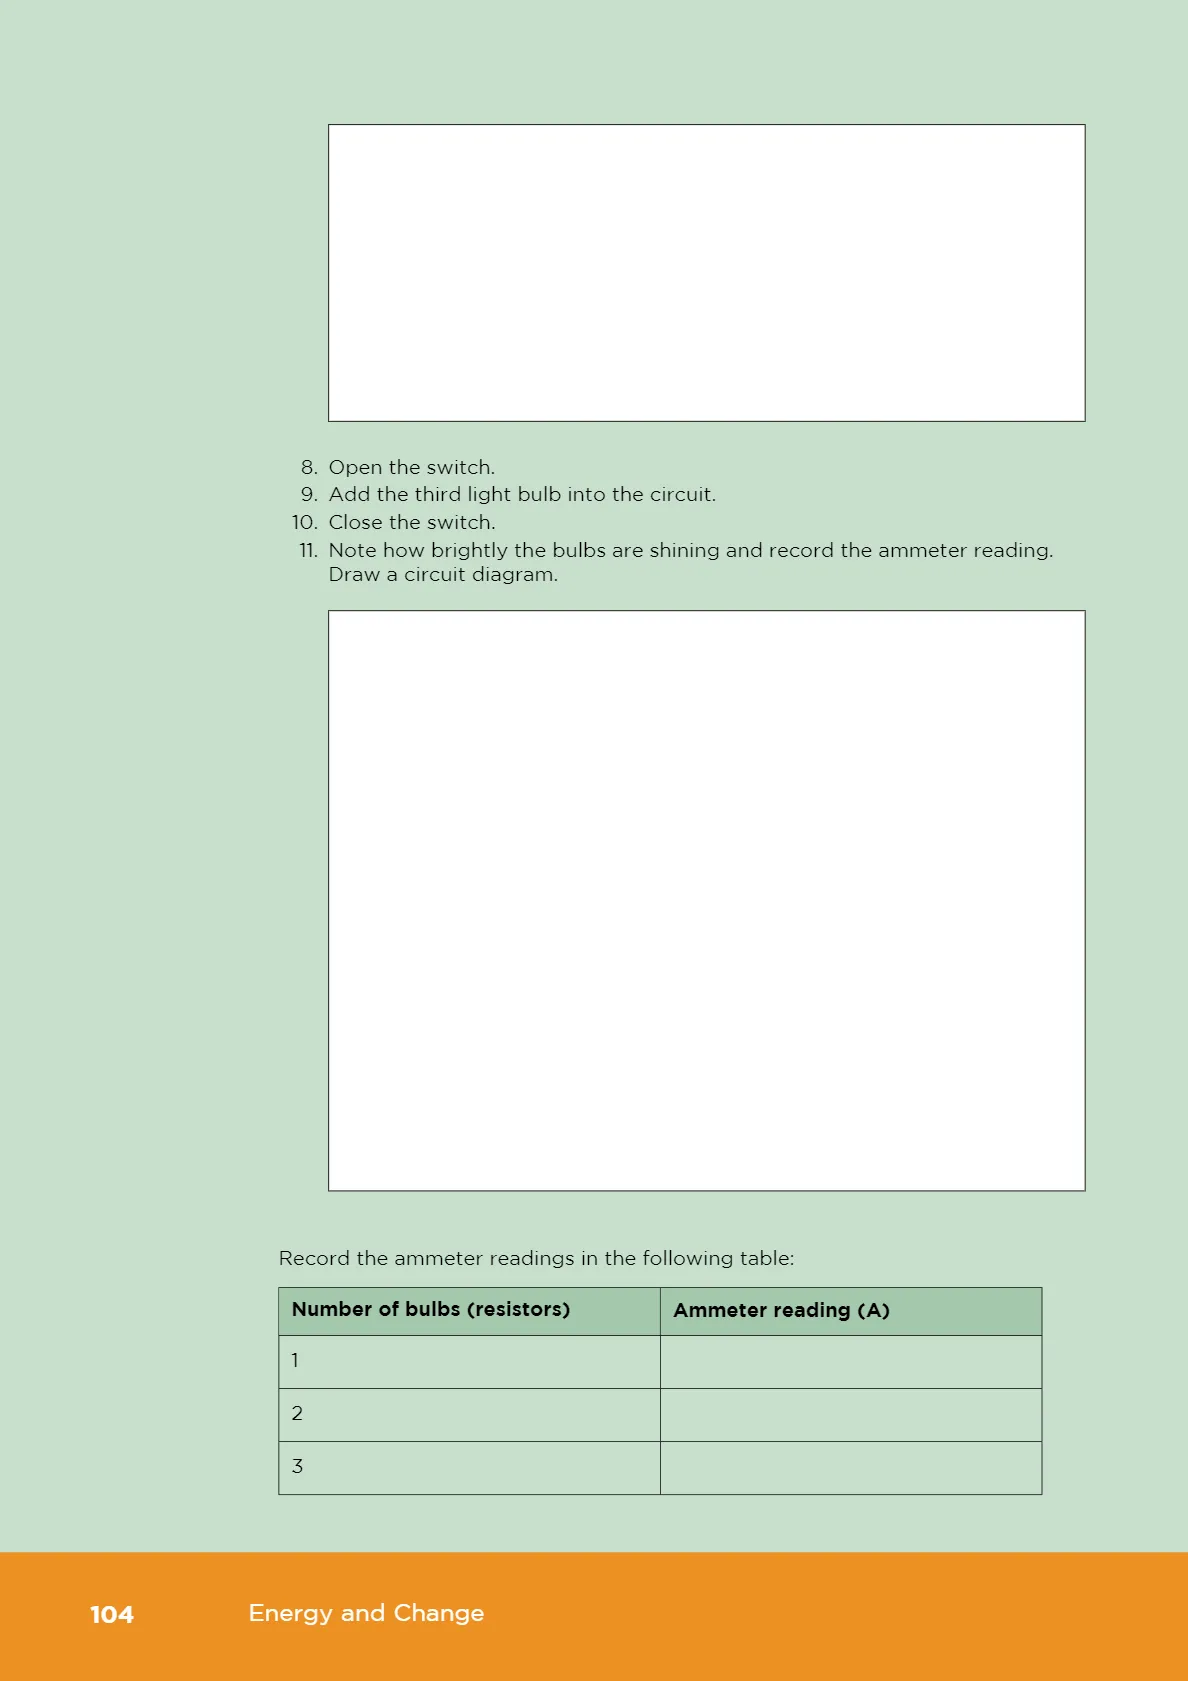 8. Open the switch.
9. Add the third light bulb into the circuit.
10. Close the switch.
11. Note how brightly the bulbs are shining and record the ammeter reading.
Draw a circuit diagram.
Record the ammeter readings in the following table:
Number of bulbs (resistors) Ammeter reading (A)
1
2
3
104 Energy and Change